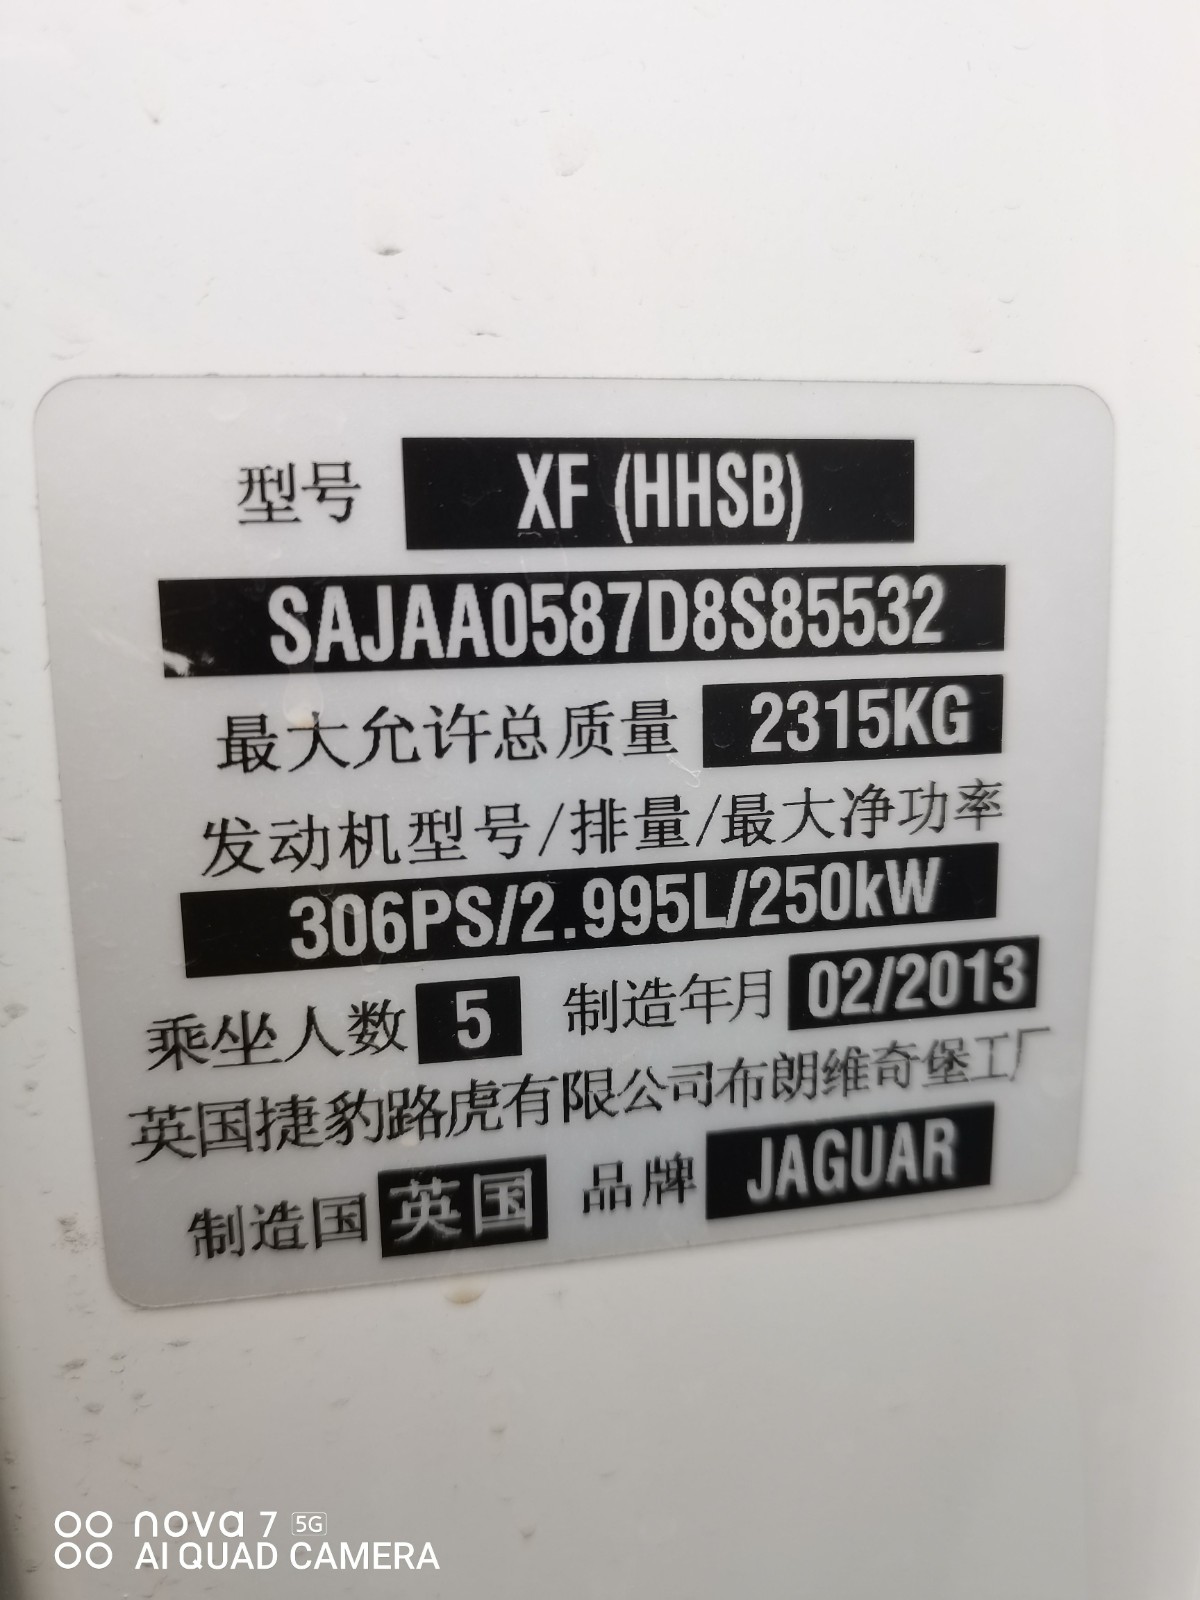 型号 XF (HHSB)
SAJAA0587D8S85532
最大允许总质量 2315KG
发动机型号/排量/最大净功率
306PS/2.995L/250kW
乘坐人数 5 制造年月 02/2013
英国捷豹路虎有限公司布朗维奇堡工厂
制造国 英国 品牌 JAGUAR
nova 7 5G
AI QUAD CAMERA